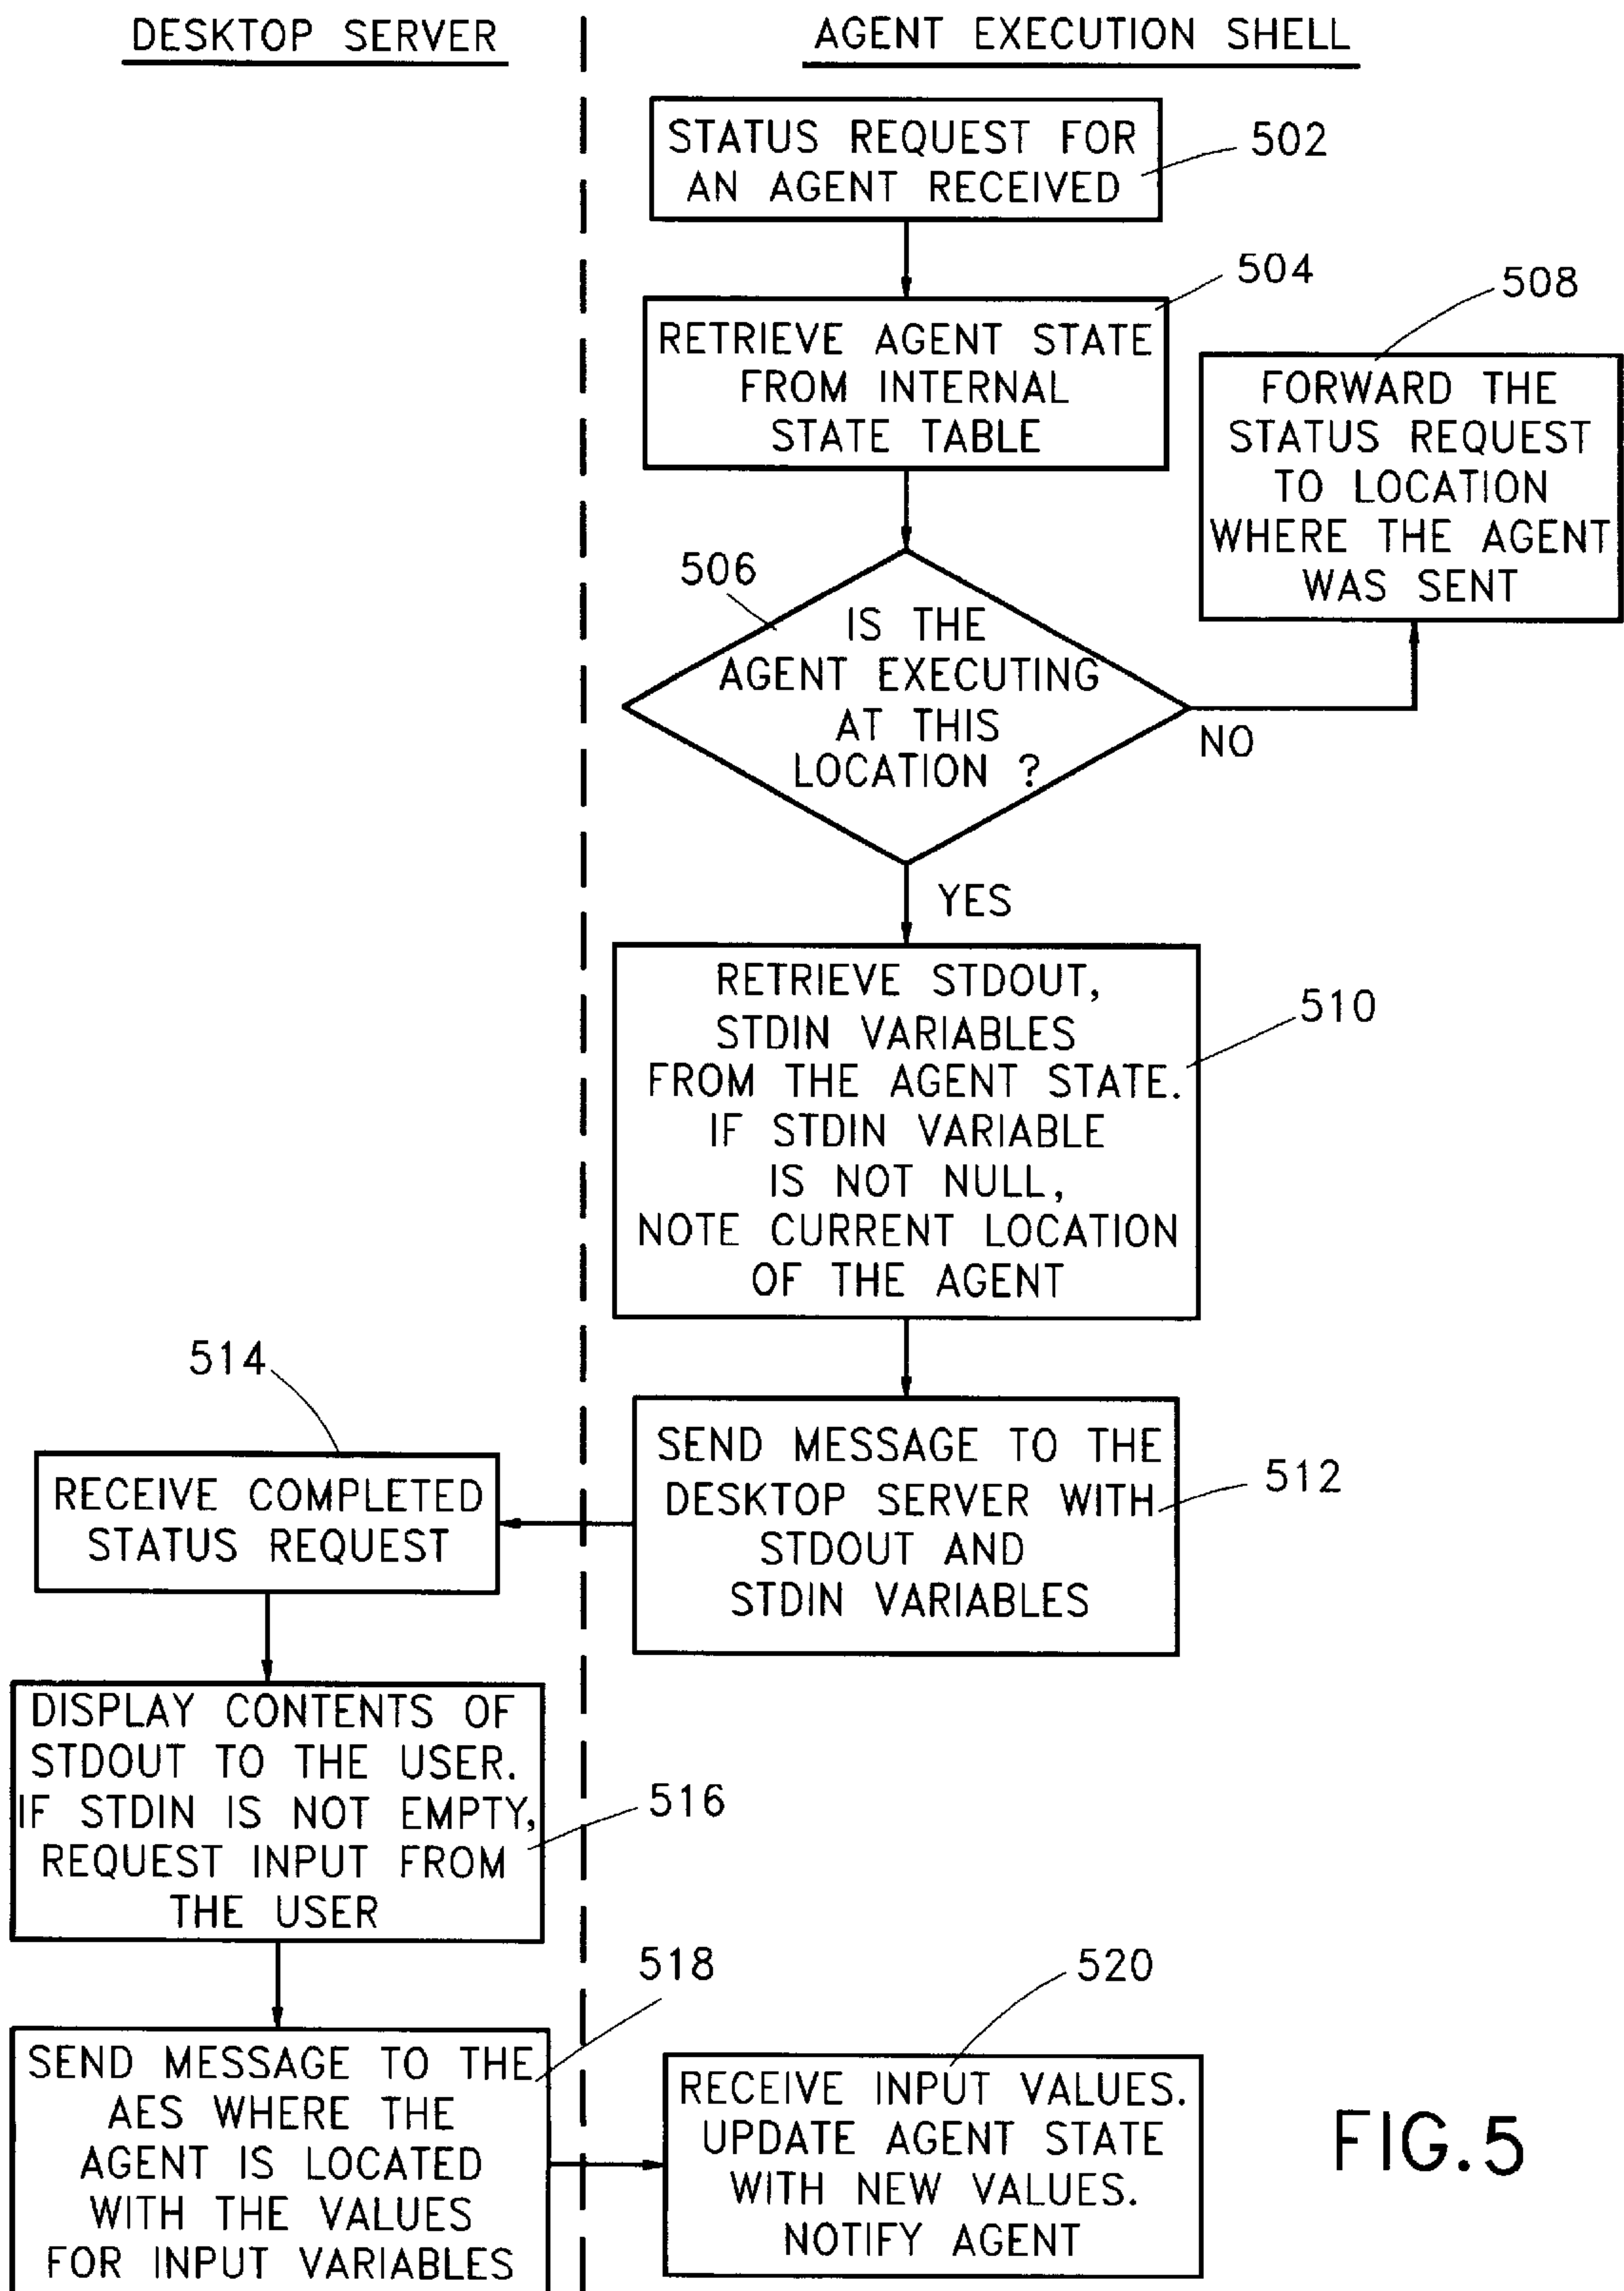 DESKTOP SERVER
AGENT EXECUTION SHELL
STATUS REQUEST FOR
AN AGENT RECEIVED
502
504
RETRIEVE AGENT STATE
FROM INTERNAL
STATE TABLE
508
FORWARD THE
STATUS REQUEST
TO LOCATION
WHERE THE AGENT
WAS SENT
506
IS THE
AGENT EXECUTING
AT THIS
LOCATION ?
NO
YES
RETRIEVE STDOUT,
STDIN VARIABLES
FROM THE AGENT STATE.
IF STDIN VARIABLE
IS NOT NULL,
NOTE CURRENT LOCATION
OF THE AGENT
510
SEND MESSAGE TO THE
DESKTOP SERVER WITH
STDOUT AND
STDIN VARIABLES
512
514
RECEIVE COMPLETED
STATUS REQUEST
DISPLAY CONTENTS OF
STDOUT TO THE USER.
IF STDIN IS NOT EMPTY,
REQUEST INPUT FROM
THE USER
516
518
SEND MESSAGE TO THE
AES WHERE THE
AGENT IS LOCATED
WITH THE VALUES
FOR INPUT VARIABLES
520
RECEIVE INPUT VALUES.
UPDATE AGENT STATE
WITH NEW VALUES.
NOTIFY AGENT
FIG.5